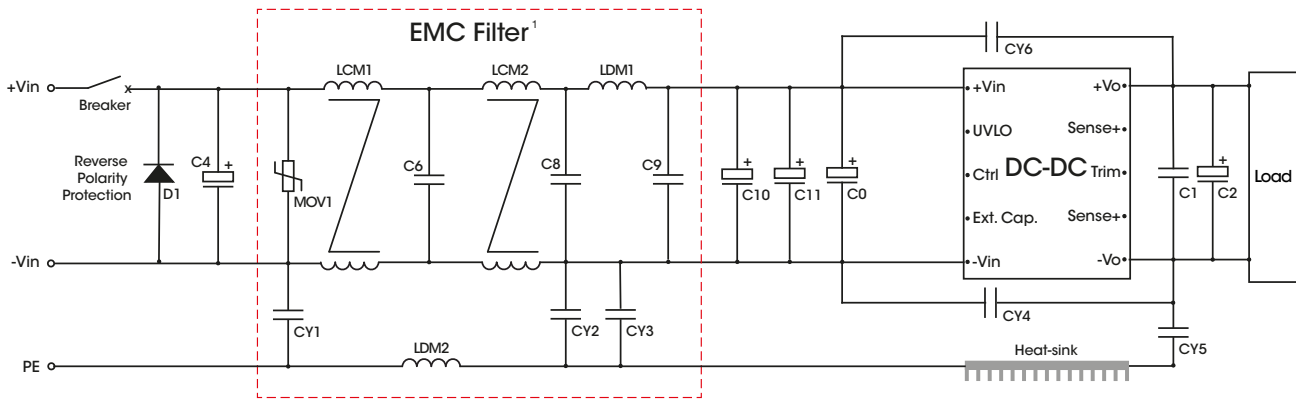 EMC Filter1
CY6
LCM1
LCM2
LDM1
+Vin
Breaker
+Vin
+Vo
UVLO
Sense+
Reverse
Polarity
Protection
C4
+
D1
MOV1
C6
C8
C9
+
C10
+
C11
+
C0
Ctrl
DC-DC
Trim
C1
+
C2
Load
Ext. Cap.
Sense+
-Vin
-Vin
-Vo
CY1
CY2
CY3
CY4
LDM2
Heat-sink
CY5
PE